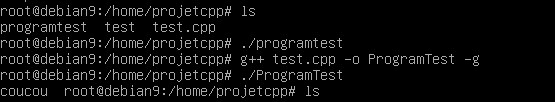 root@debian9:/home/projetcpp# ls
programtest  test  test.cpp
root@debian9:/home/projetcpp# ./programtest
root@debian9:/home/projetcpp# g++ test.cpp -o ProgramTest -g
root@debian9:/home/projetcpp# ./ProgramTest
coucou  root@debian9:/home/projetcpp# ls